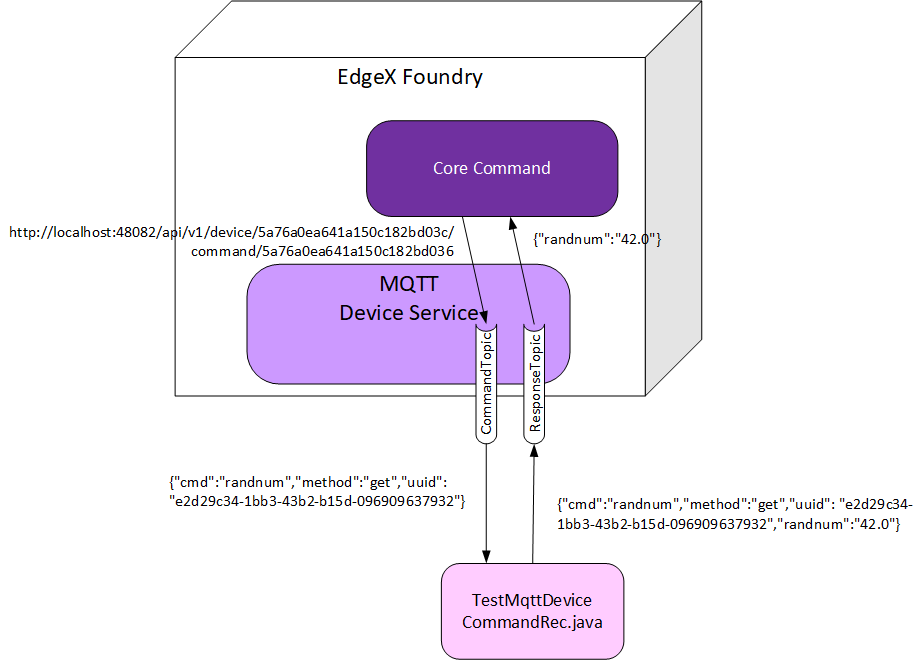 EdgeX Foundry
Core Command
http://localhost:48082/api/v1/device/5a76a0ea641a150c182bd03c/
command/5a76a0ea641a150c182bd036
{"randnum":"42.0"}
MQTT
Device Service
CommandTopic
ResponseTopic
{"cmd":"randnum","method":"get","uuid":
"e2d29c34-1bb3-43b2-b15d-096909637932"}
{"cmd":"randnum","method":"get","uuid": "e2d29c34-
1bb3-43b2-b15d-096909637932","randnum":"42.0"}
TestMqttDevice
CommandRec.java